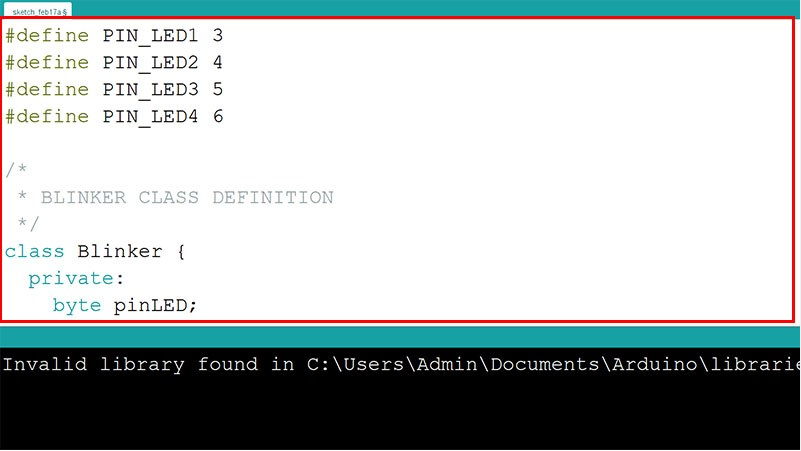 sketch_feb17a §
#define PIN_LED1 3
#define PIN_LED2 4
#define PIN_LED3 5
#define PIN_LED4 6
/*
 * BLINKER CLASS DEFINITION
 */
class Blinker {
  private:
    byte pinLED;
Invalid library found in C:\Users\Admin\Documents\Arduino\librarie